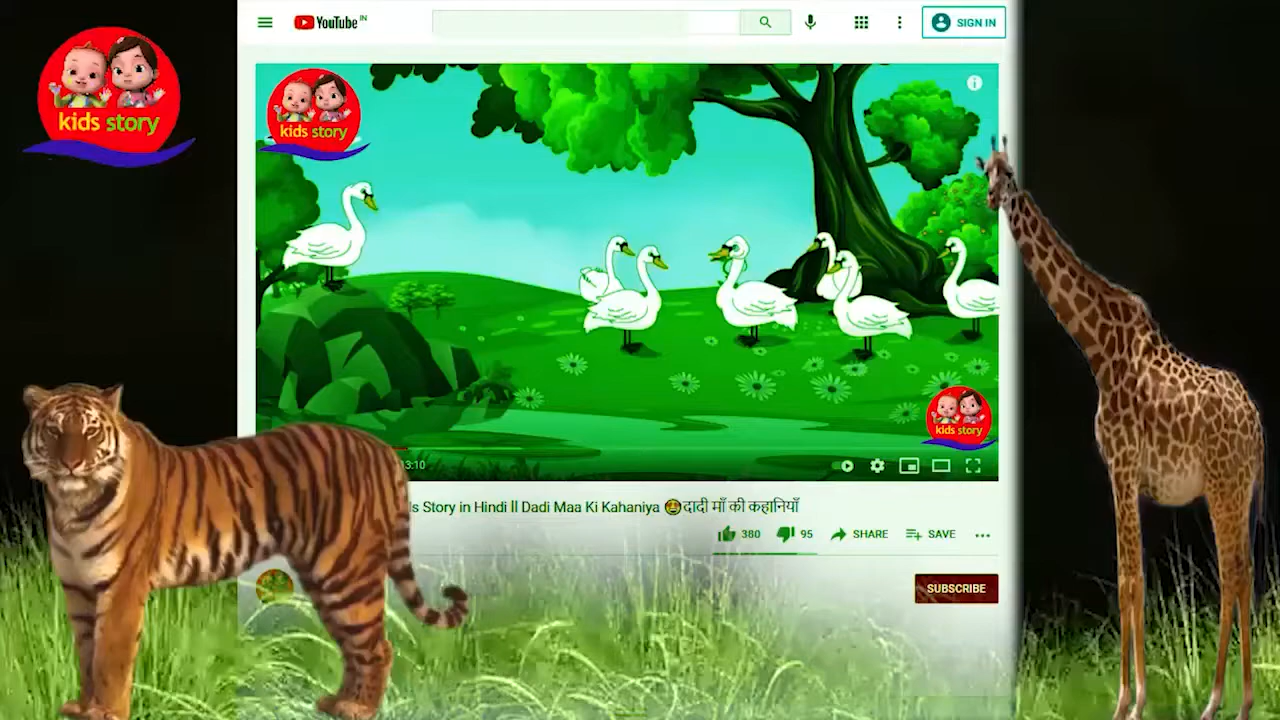 YouTube IN
SIGN IN
kids story
kids story
kids story
13:10
Story in Hindi ll Dadi Maa Ki Kahaniya 🤩दादी माँ की कहानियाँ
380 95 SHARE SAVE
SUBSCRIBE